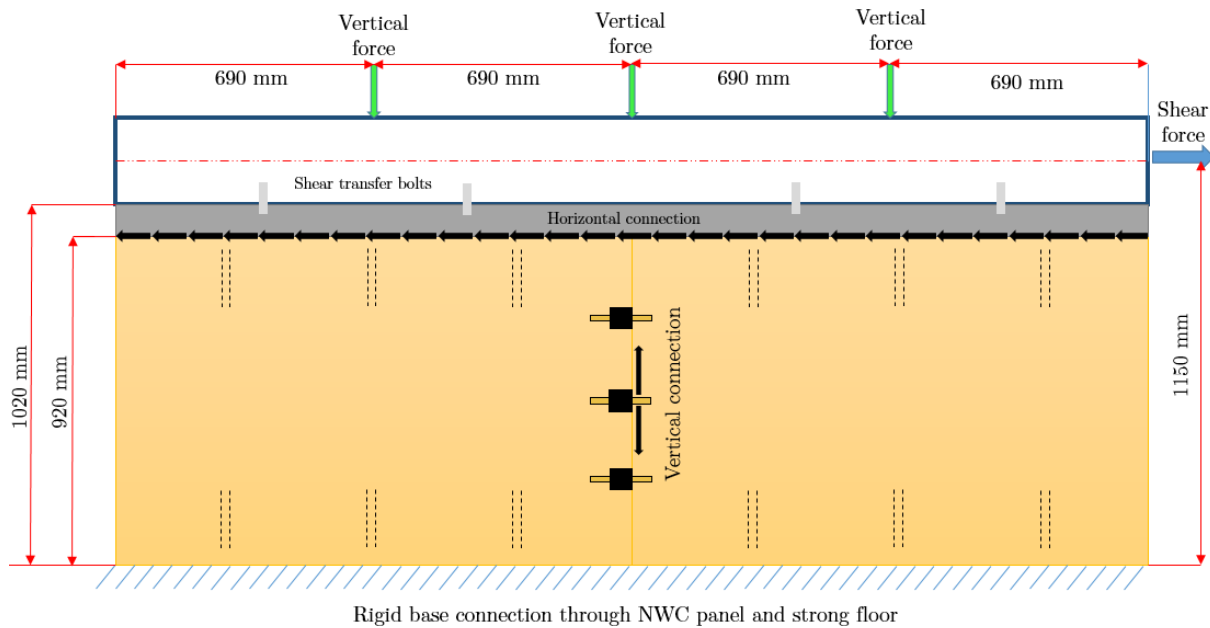 Vertical
force
Vertical
force
Vertical
force
690 mm
690 mm
690 mm
690 mm
Shear
force
Shear transfer bolts
Horizontal connection
1020 mm
920 mm
Vertical connection
1150 mm
Rigid base connection through NWC panel and strong floor